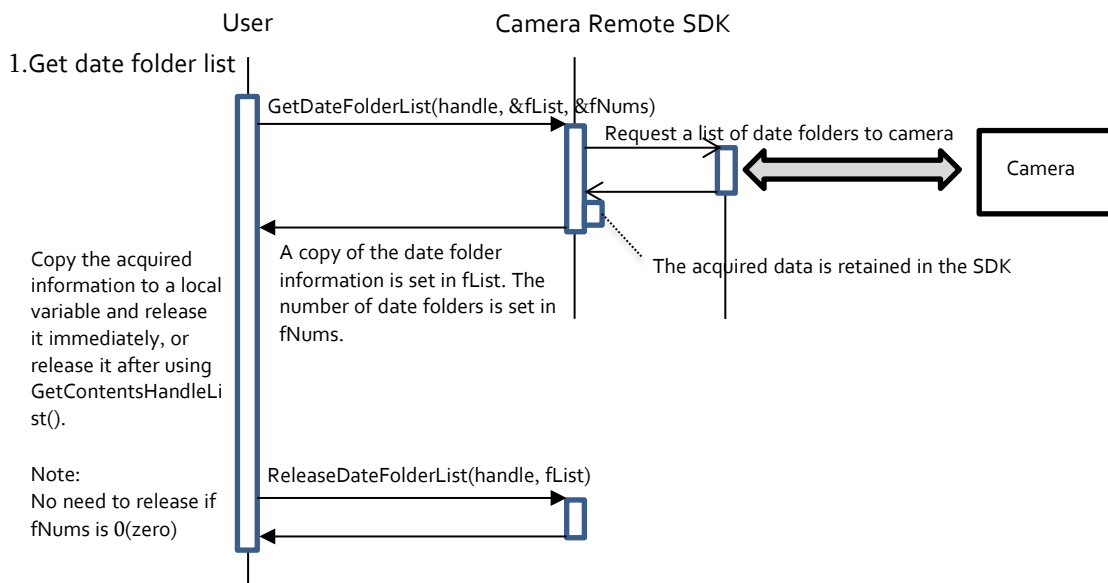 User
Camera Remote SDK
1.Get date folder list
GetDateFolderList(handle, &fList, &fNums)
Request a list of date folders to camera
Camera
A copy of the date folder
information is set in fList. The
number of date folders is set in
fNums.
The acquired data is retained in the SDK
Copy the acquired
information to a local
variable and release
it immediately, or
release it after using
GetContentsHandleLi
st().
Note:
No need to release if
fNums is 0(zero)
ReleaseDateFolderList(handle, fList)